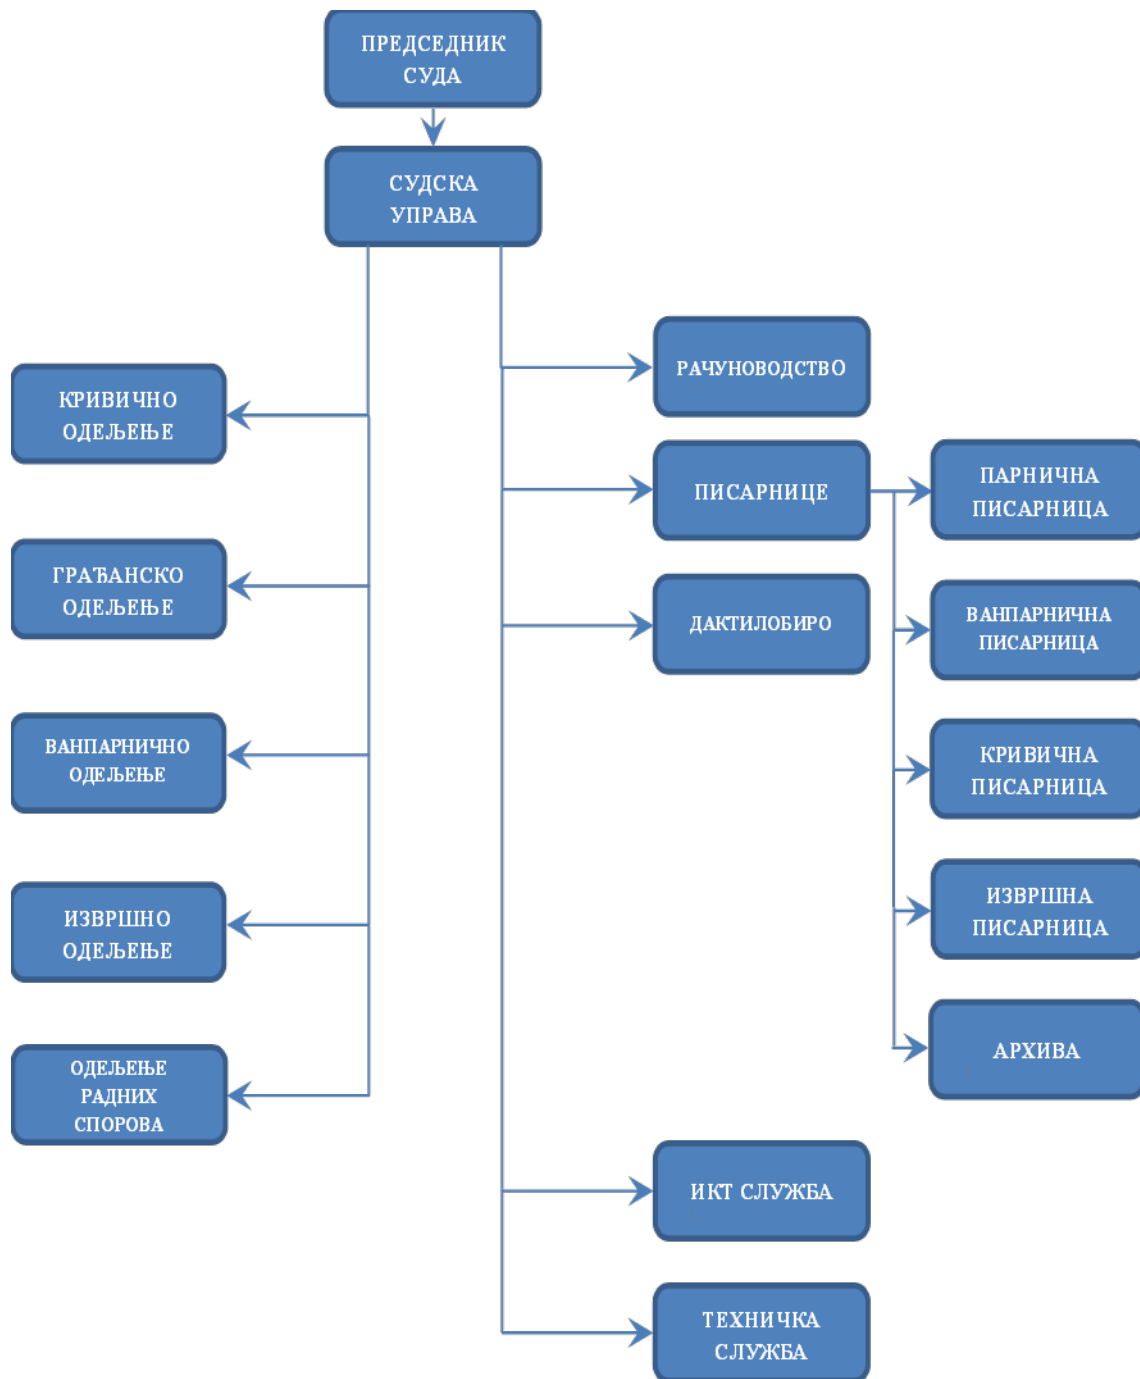 ПРЕДСЕДНИК
СУДА
СУДСКА
УПРАВА
КРИВИЧНО
ОДЕЉЕЊЕ
ГРАЂАНСКО
ОДЕЉЕЊЕ
ВАНПАРНИЧНО
ОДЕЉЕЊЕ
ИЗВРШНО
ОДЕЉЕЊЕ
ОДЕЉЕЊЕ
РАДНИХ
СПОРОВА
РАЧУНОВОДСТВО
ПИСАРНИЦЕ
ДАКТИЛОБИРО
ИКТ СЛУЖБА
ТЕХНИЧКА
СЛУЖБА
ПАРНИЧНА
ПИСАРНИЦА
ВАНПАРНИЧНА
ПИСАРНИЦА
КРИВИЧНА
ПИСАРНИЦА
ИЗВРШНА
ПИСАРНИЦА
АРХИВА